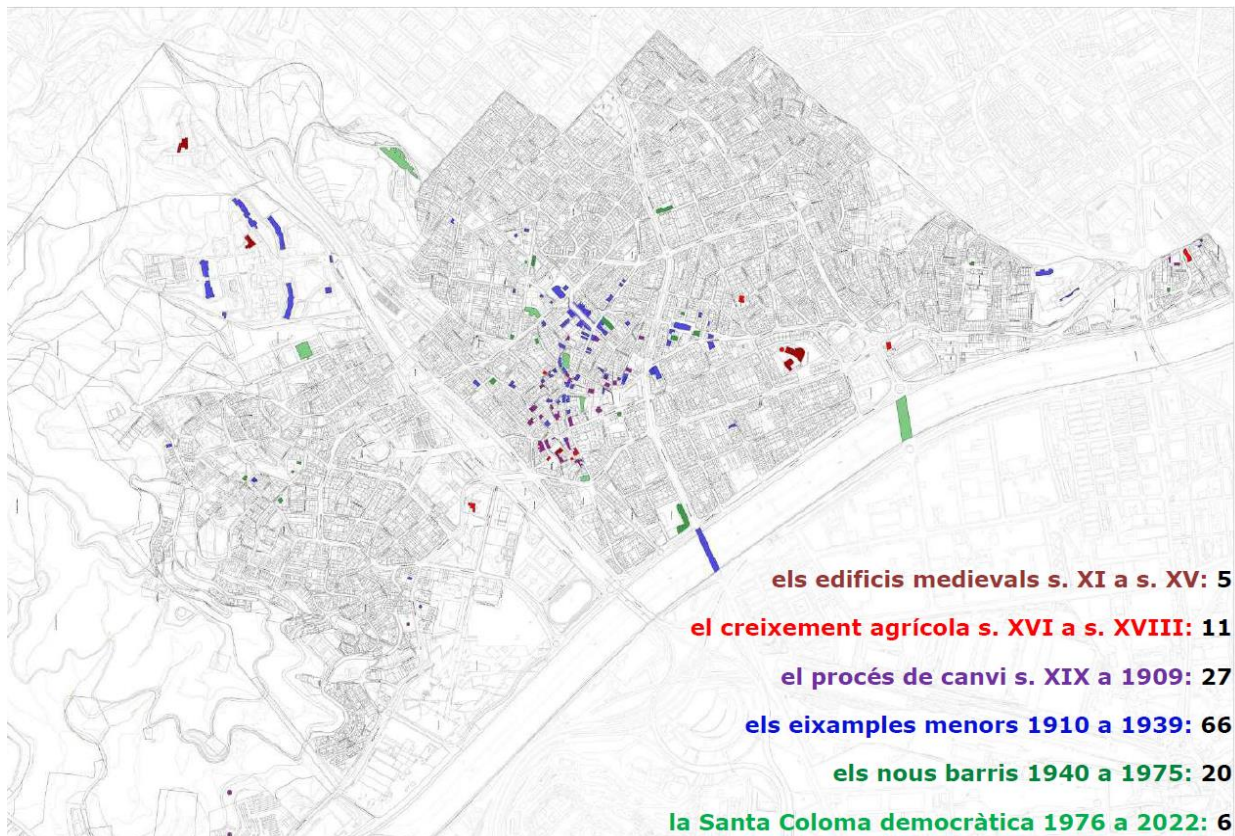 els edificis medievals s. XI a s. XV: 5
el creixement agrícola s. XVI a s. XVIII: 11
el procés de canvi s. XIX a 1909: 27
els eixamples menors 1910 a 1939: 66
els nous barris 1940 a 1975: 20
la Santa Coloma democràtica 1976 a 2022: 6